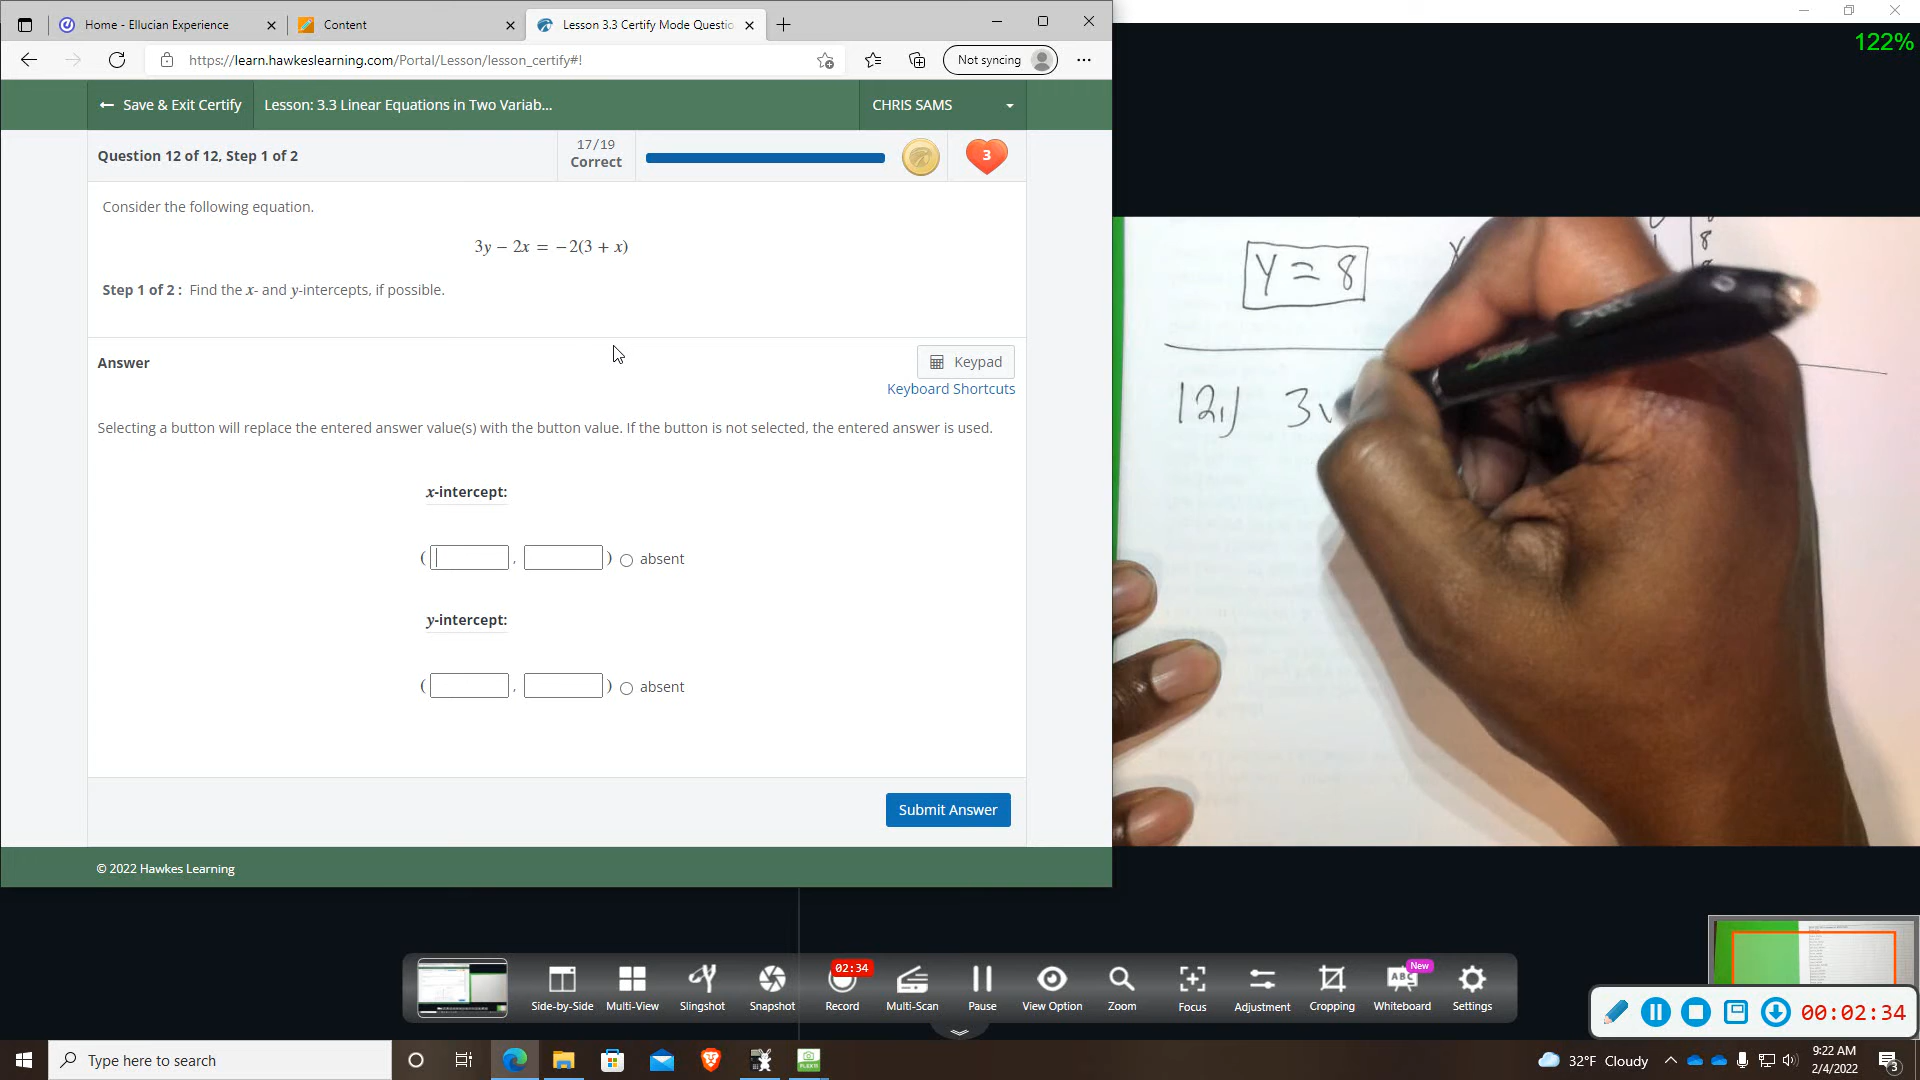 Home - Ellucian Experience
Content
Lesson 3.3 Certify Mode Questio
122%
https://learn.hawkeslearning.com/Portal/Lesson/lesson_certify#!
Not syncing
Save & Exit Certify
Lesson: 3.3 Linear Equations in Two Variab...
CHRIS SAMS
Question 12 of 12, Step 1 of 2
17/19
Correct
3
Consider the following equation.
3y − 2x = −2(3 + x)
Step 1 of 2 : Find the x- and y-intercepts, if possible.
Answer
Keypad
Keyboard Shortcuts
Selecting a button will replace the entered answer value(s) with the button value. If the button is not selected, the entered answer is used.
x-intercept:
( , ) absent
y-intercept:
( , ) absent
Submit Answer
© 2022 Hawkes Learning
y = 8
8
12.) 3
02:34
New
Side-by-Side
Multi-View
Slingshot
Snapshot
Record
Multi-Scan
Pause
View Option
Zoom
Focus
Adjustment
Cropping
Whiteboard
Settings
00:02:34
Type here to search
32°F Cloudy
9:22 AM
2/4/2022
3